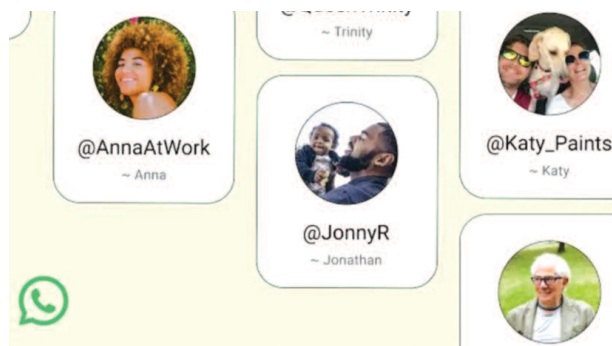 @AnnaAtWork
~ Anna
~ Trinity
@JonnyR
~ Jonathan
@Katy_Paints
~ Katy